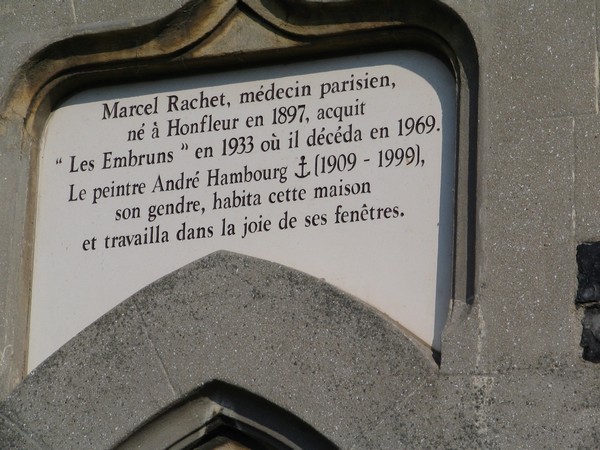 Marcel Rachet, médecin parisien,
né à Honfleur en 1897, acquit
“ Les Embruns ” en 1933 où il décéda en 1969.
Le peintre André Hambourg ⚓ (1909 - 1999),
son gendre, habita cette maison
et travailla dans la joie de ses fenêtres.